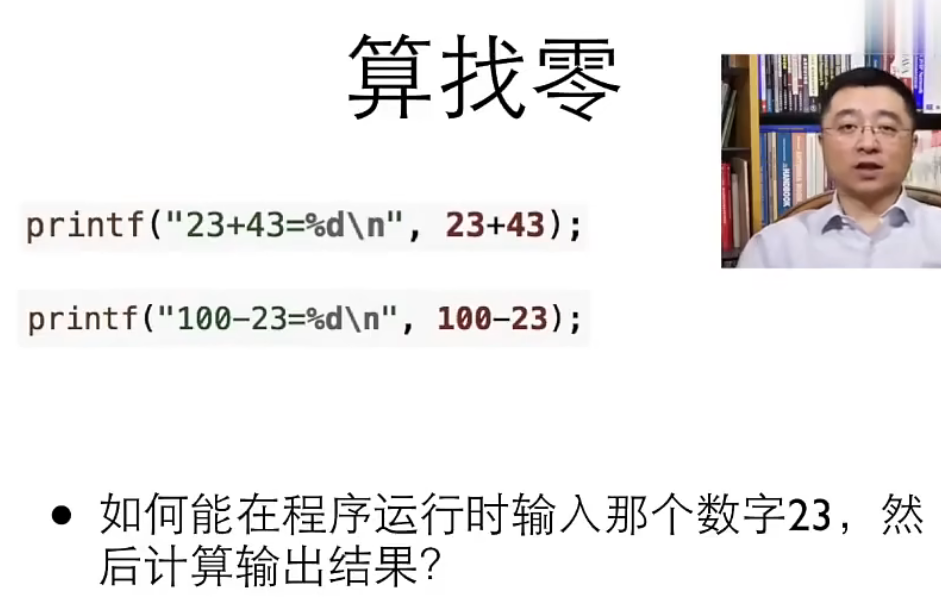 算找零
printf("23+43=%d\n", 23+43);
printf("100-23=%d\n", 100-23);
● 如何能在程序运行时输入那个数字23，然
后计算输出结果？